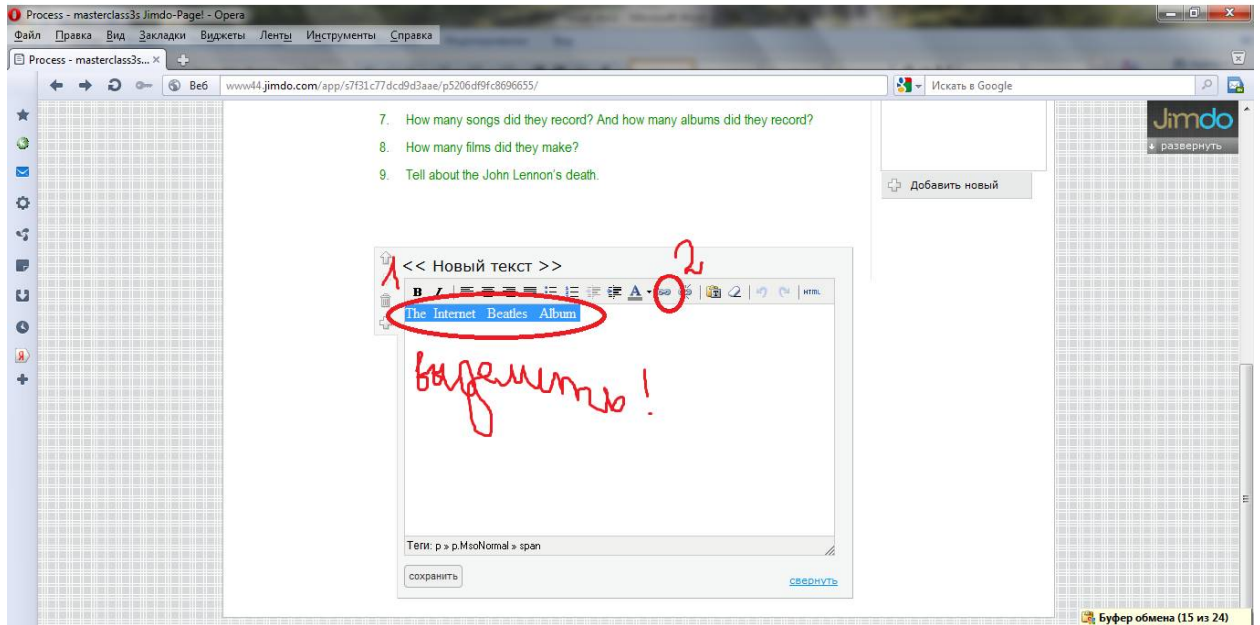 Process - masterclass3s Jimdo-Page! - Opera
Файл Правка Вид Закладки Виджеты Ленты Инструменты Справка
Process - masterclass3s...
Веб www44.jimdo.com/app/s7f31c77dcd9d3aae/p5206df9fc8696655/ Искать в Google
7. How many songs did they record? And how many albums did they record?
8. How many films did they make?
9. Tell about the John Lennon's death.
Jimdo
развернуть
Добавить новый
1 2
<< Новый текст >>
B I A HTML
The Internet Beatles Album
выделить!
Теги: p » p.MsoNormal » span
сохранить
свернуть
Буфер обмена (15 из 24)